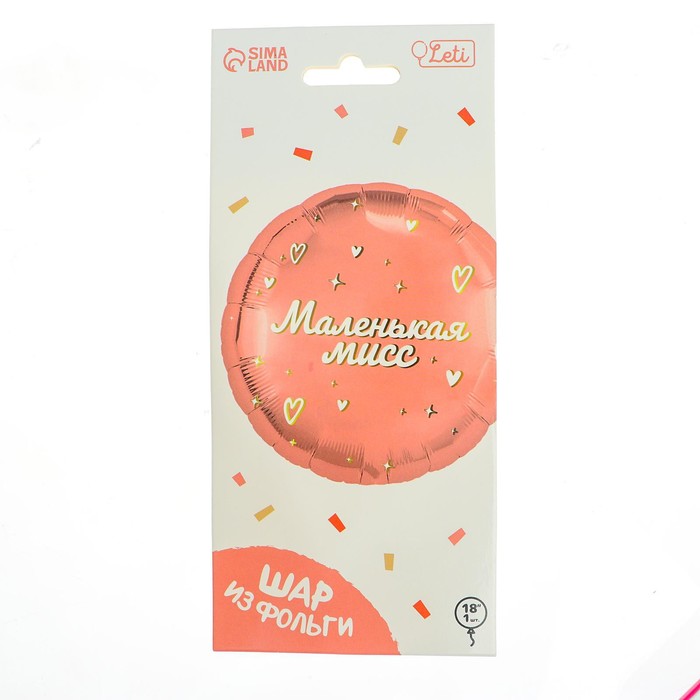 SIMA
LAND
Leti
Маленькая
мисс
ШАР
ИЗ ФОЛЬГИ
18"
1 шт.